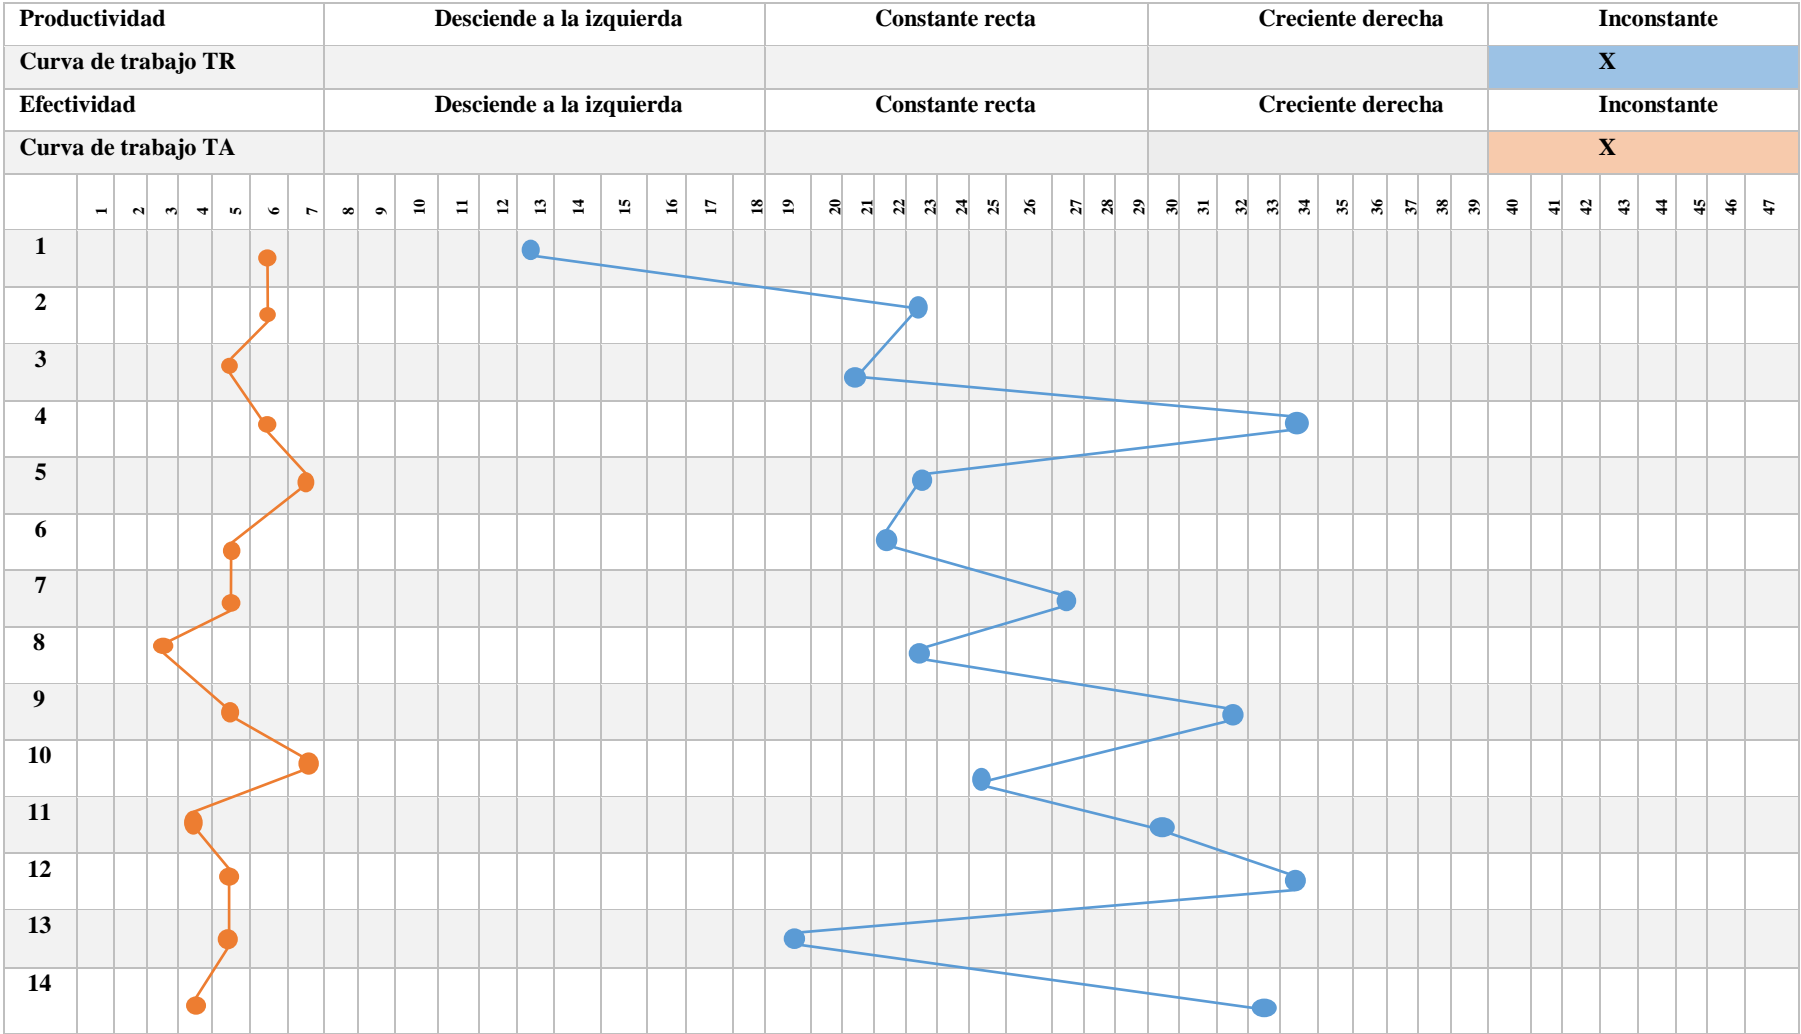 Productividad Desciende a la izquierda Constante recta Creciente derecha Inconstante
Curva de trabajo TR X
Efectividad Desciende a la izquierda Constante recta Creciente derecha Inconstante
Curva de trabajo TA X
1 2 3 4 5 6 7 8 9 10 11 12 13 14 15 16 17 18 19 20 21 22 23 24 25 26 27 28 29 30 31 32 33 34 35 36 37 38 39 40 41 42 43 44 45 46 47
1
2
3
4
5
6
7
8
9
10
11
12
13
14